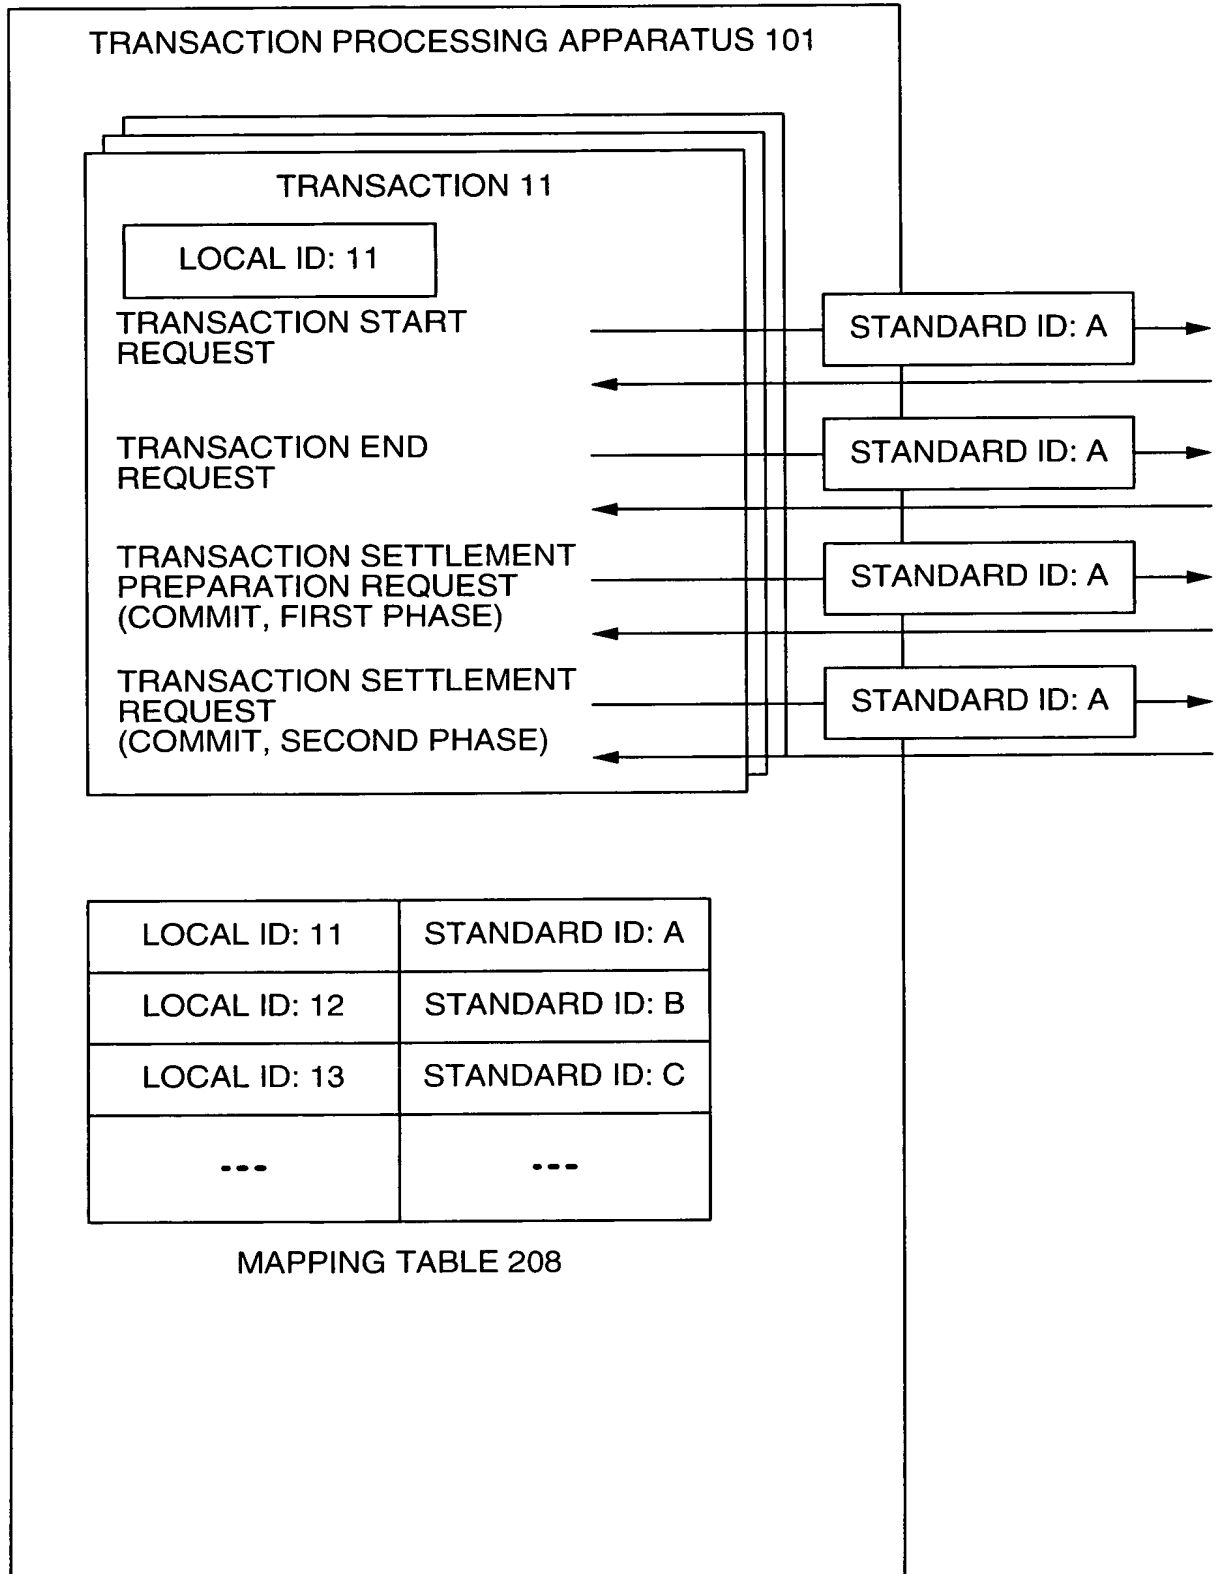 TRANSACTION PROCESSING APPARATUS 101
TRANSACTION 11
LOCAL ID: 11
TRANSACTION START
REQUEST
STANDARD ID: A
TRANSACTION END
REQUEST
STANDARD ID: A
TRANSACTION SETTLEMENT
PREPARATION REQUEST
(COMMIT, FIRST PHASE)
STANDARD ID: A
TRANSACTION SETTLEMENT
REQUEST
(COMMIT, SECOND PHASE)
STANDARD ID: A
LOCAL ID: 11 STANDARD ID: A
LOCAL ID: 12 STANDARD ID: B
LOCAL ID: 13 STANDARD ID: C
--- ---
MAPPING TABLE 208